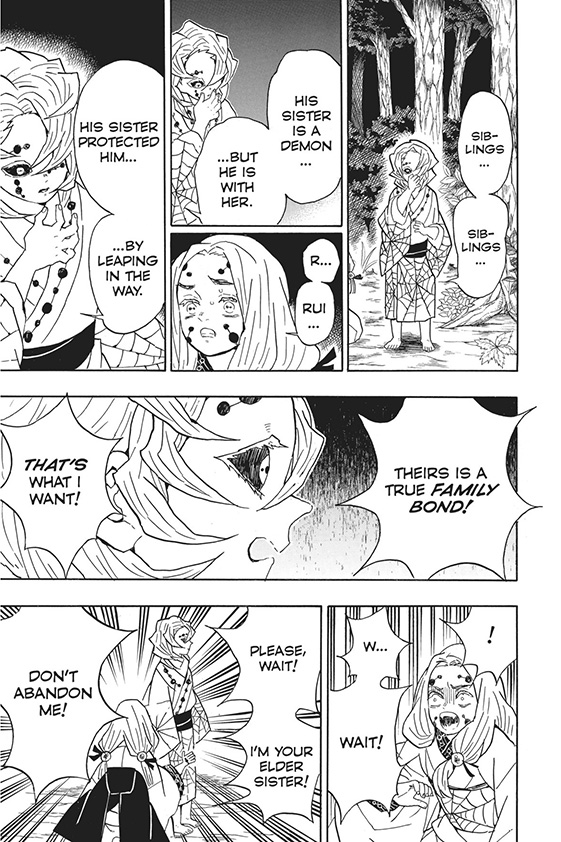 SIB-
LINGS
...
SIB-
LINGS
...
HIS
SISTER
IS A
DEMON
...
...BUT
HE IS
WITH
HER.
R...
RUI
...
HIS SISTER
PROTECTED
HIM...
...BY
LEAPING
IN THE
WAY.
THEIRS IS A
TRUE FAMILY
BOND!
THAT'S
WHAT I
WANT!
!
W...
WAIT!
PLEASE,
WAIT!
I'M YOUR
ELDER
SISTER!
DON'T
ABANDON
ME!